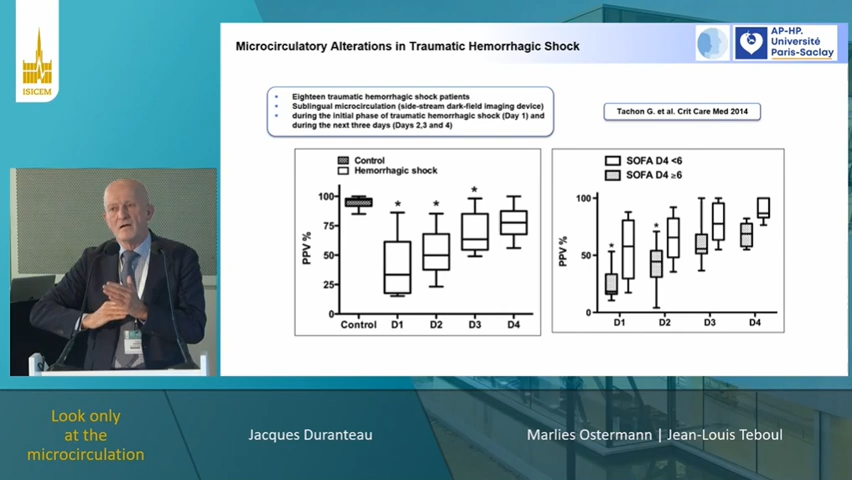 ISICEM
Microcirculatory Alterations in Traumatic Hemorrhagic Shock
AP-HP.
Université
Paris-Saclay
• Eighteen traumatic hemorrhagic shock patients
• Sublingual microcirculation (side-stream dark-field imaging device)
• during the initial phase of traumatic hemorrhagic shock (Day 1) and
• during the next three days (Days 2,3 and 4)
Tachon G. et al. Crit Care Med 2014
Control
Hemorrhagic shock
PPV %
100
75
50
25
0
* * *
Control D1 D2 D3 D4
SOFA D4 <6
SOFA D4 ≥6
PPV %
100
50
0
* *
D1 D2 D3 D4
Look only
at the
microcirculation
Jacques Duranteau
Marlies Ostermann | Jean-Louis Teboul